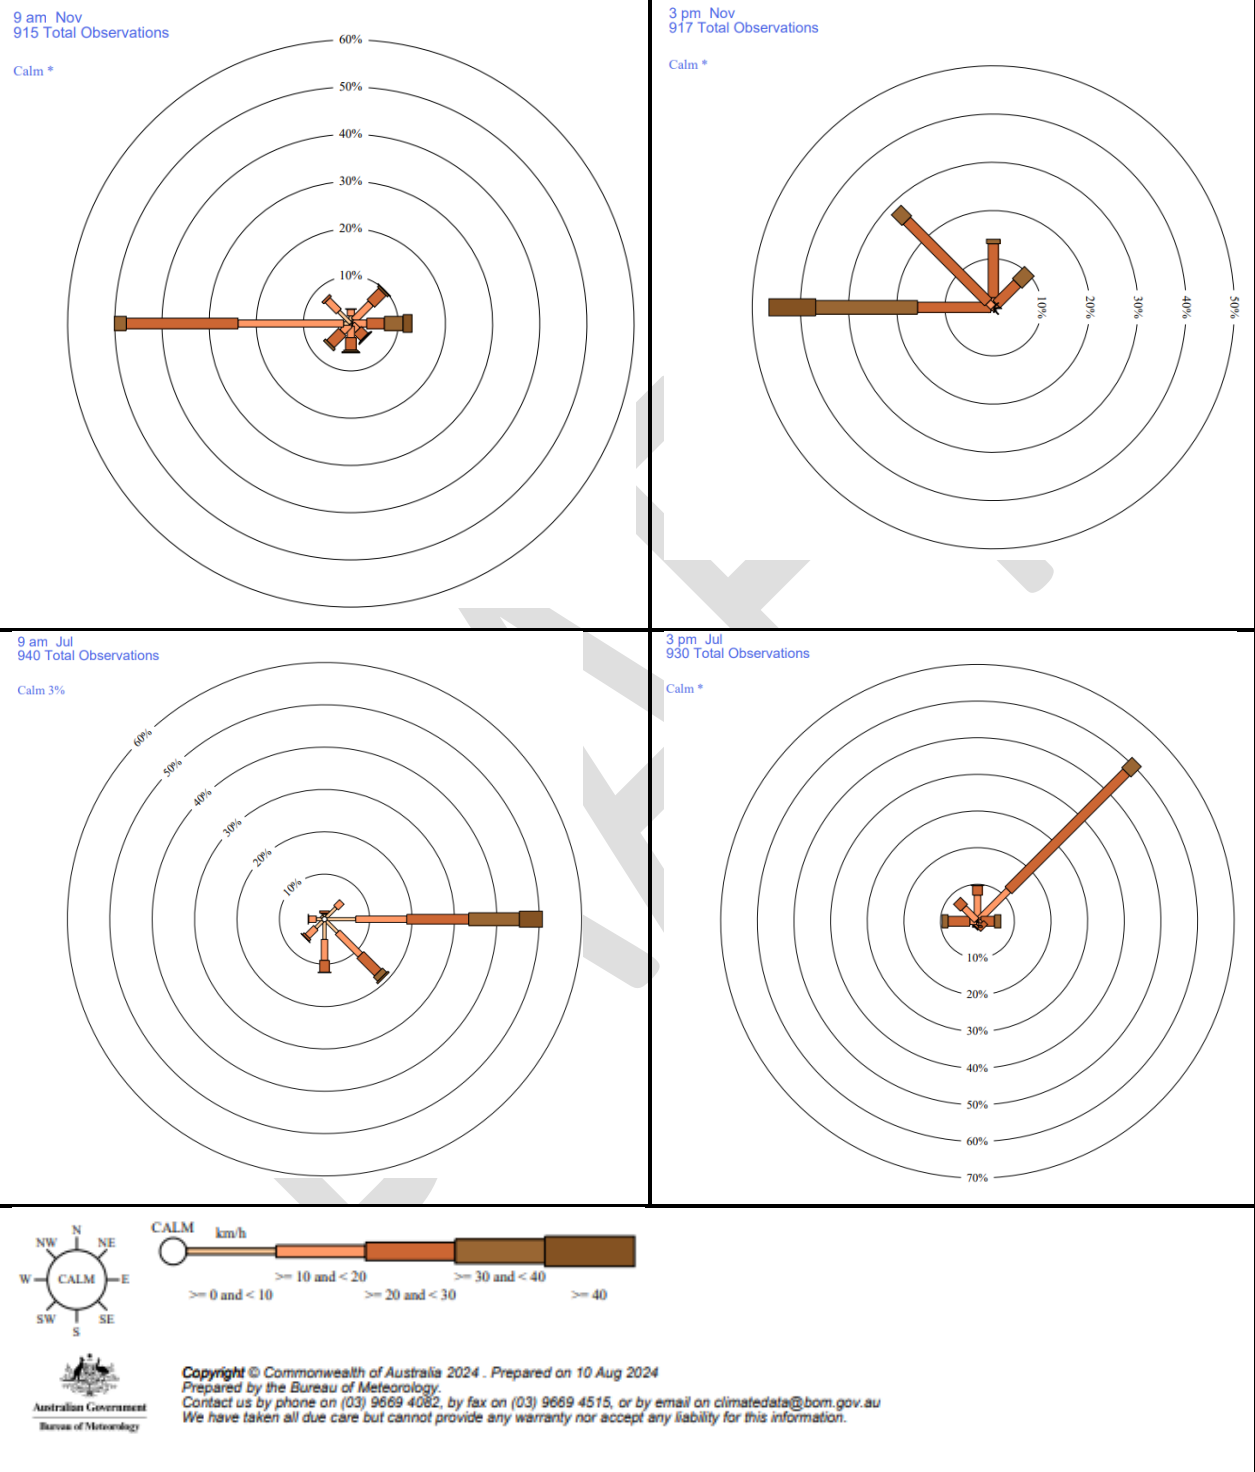 9 am  Nov
915 Total Observations
Calm *
60%
50%
40%
30%
20%
10%
3 pm  Nov
917 Total Observations
Calm *
10%
20%
30%
40%
50%
9 am  Jul
940 Total Observations
Calm 3%
60%
50%
40%
30%
20%
10%
3 pm  Jul
930 Total Observations
Calm *
10%
20%
30%
40%
50%
60%
70%
N
NW NE
W CALM E
SW SE
S
CALM km/h
>= 10 and < 20 >= 30 and < 40
>= 0 and < 10 >= 20 and < 30 >= 40
Australian Government
Bureau of Meteorology
Copyright © Commonwealth of Australia 2024 . Prepared on 10 Aug 2024
Prepared by the Bureau of Meteorology.
Contact us by phone on (03) 9669 4082, by fax on (03) 9669 4515, or by email on climatedata@bom.gov.au
We have taken all due care but cannot provide any warranty nor accept any liability for this information.